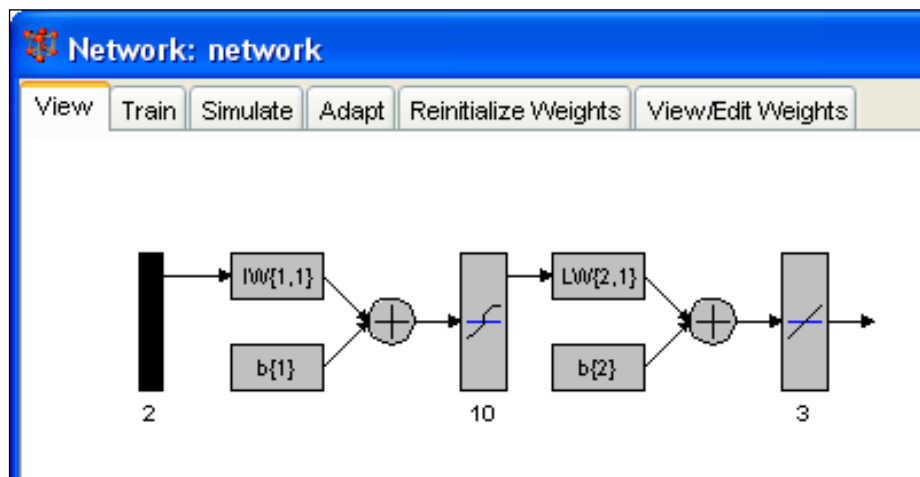 Network: network
View Train Simulate Adapt Reinitialize Weights View/Edit Weights
IW{1,1} LW{2,1}
b{1} b{2}
2 10 3